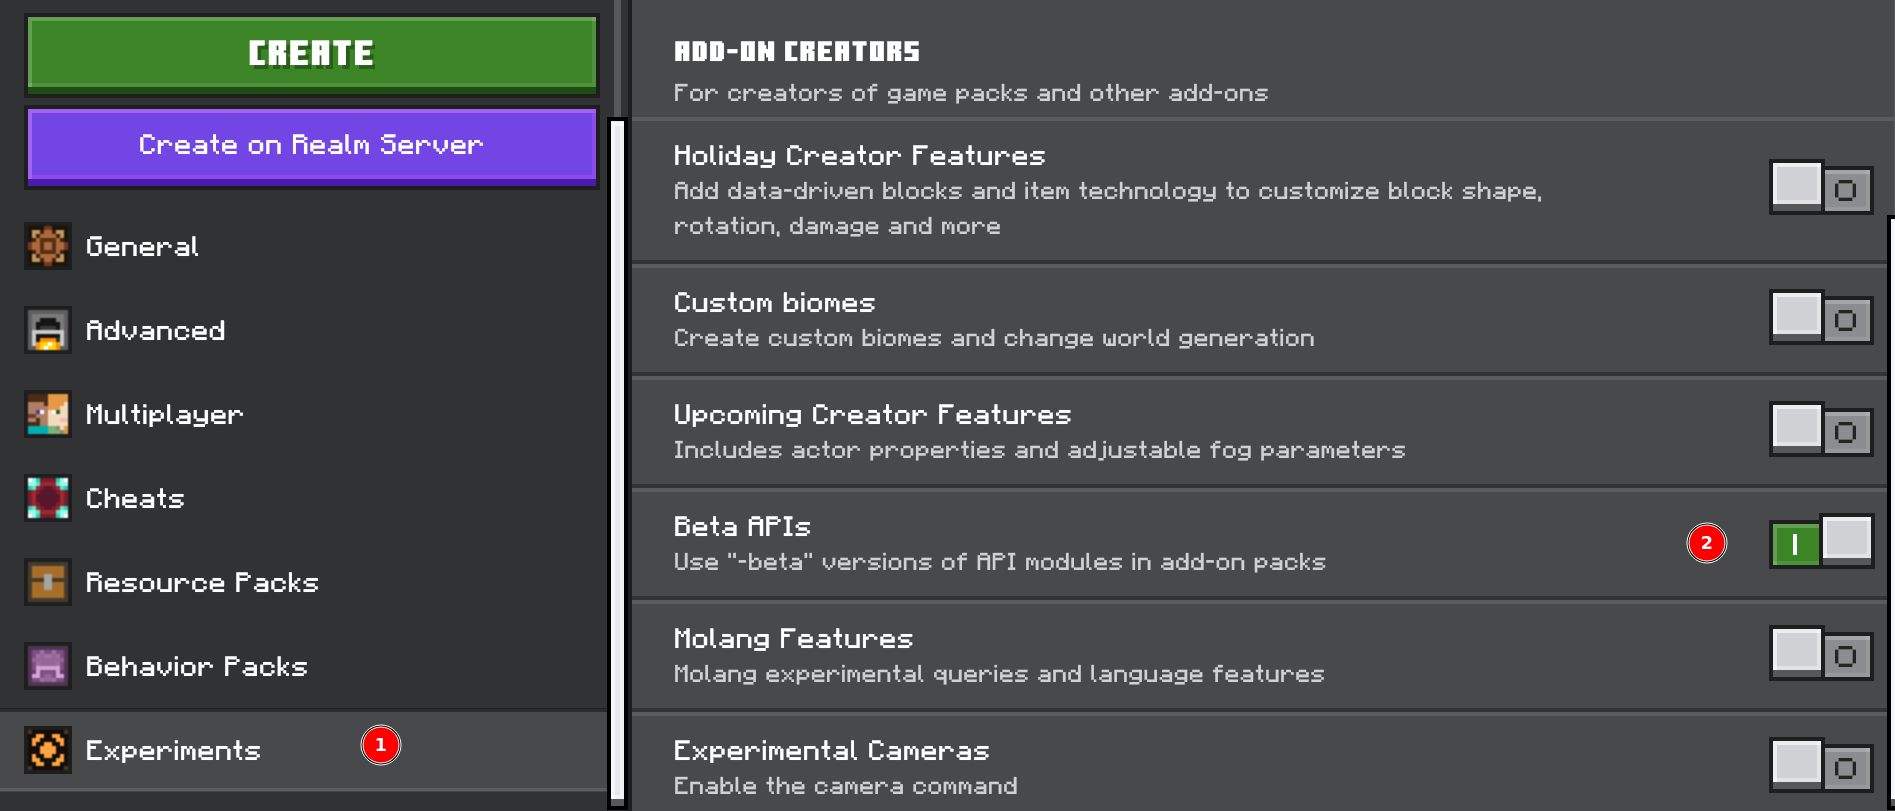 CREATE
Create on Realm Server
General
Advanced
Multiplayer
Cheats
Resource Packs
Behavior Packs
Experiments
1
ADD-ON CREATORS
For creators of game packs and other add-ons
Holiday Creator Features
Add data-driven blocks and item technology to customize block shape,
rotation, damage and more
Custom biomes
Create custom biomes and change world generation
Upcoming Creator Features
Includes actor properties and adjustable fog parameters
Beta APIs
Use "-beta" versions of API modules in add-on packs
2
Molang Features
Molang experimental queries and language features
Experimental Cameras
Enable the camera command